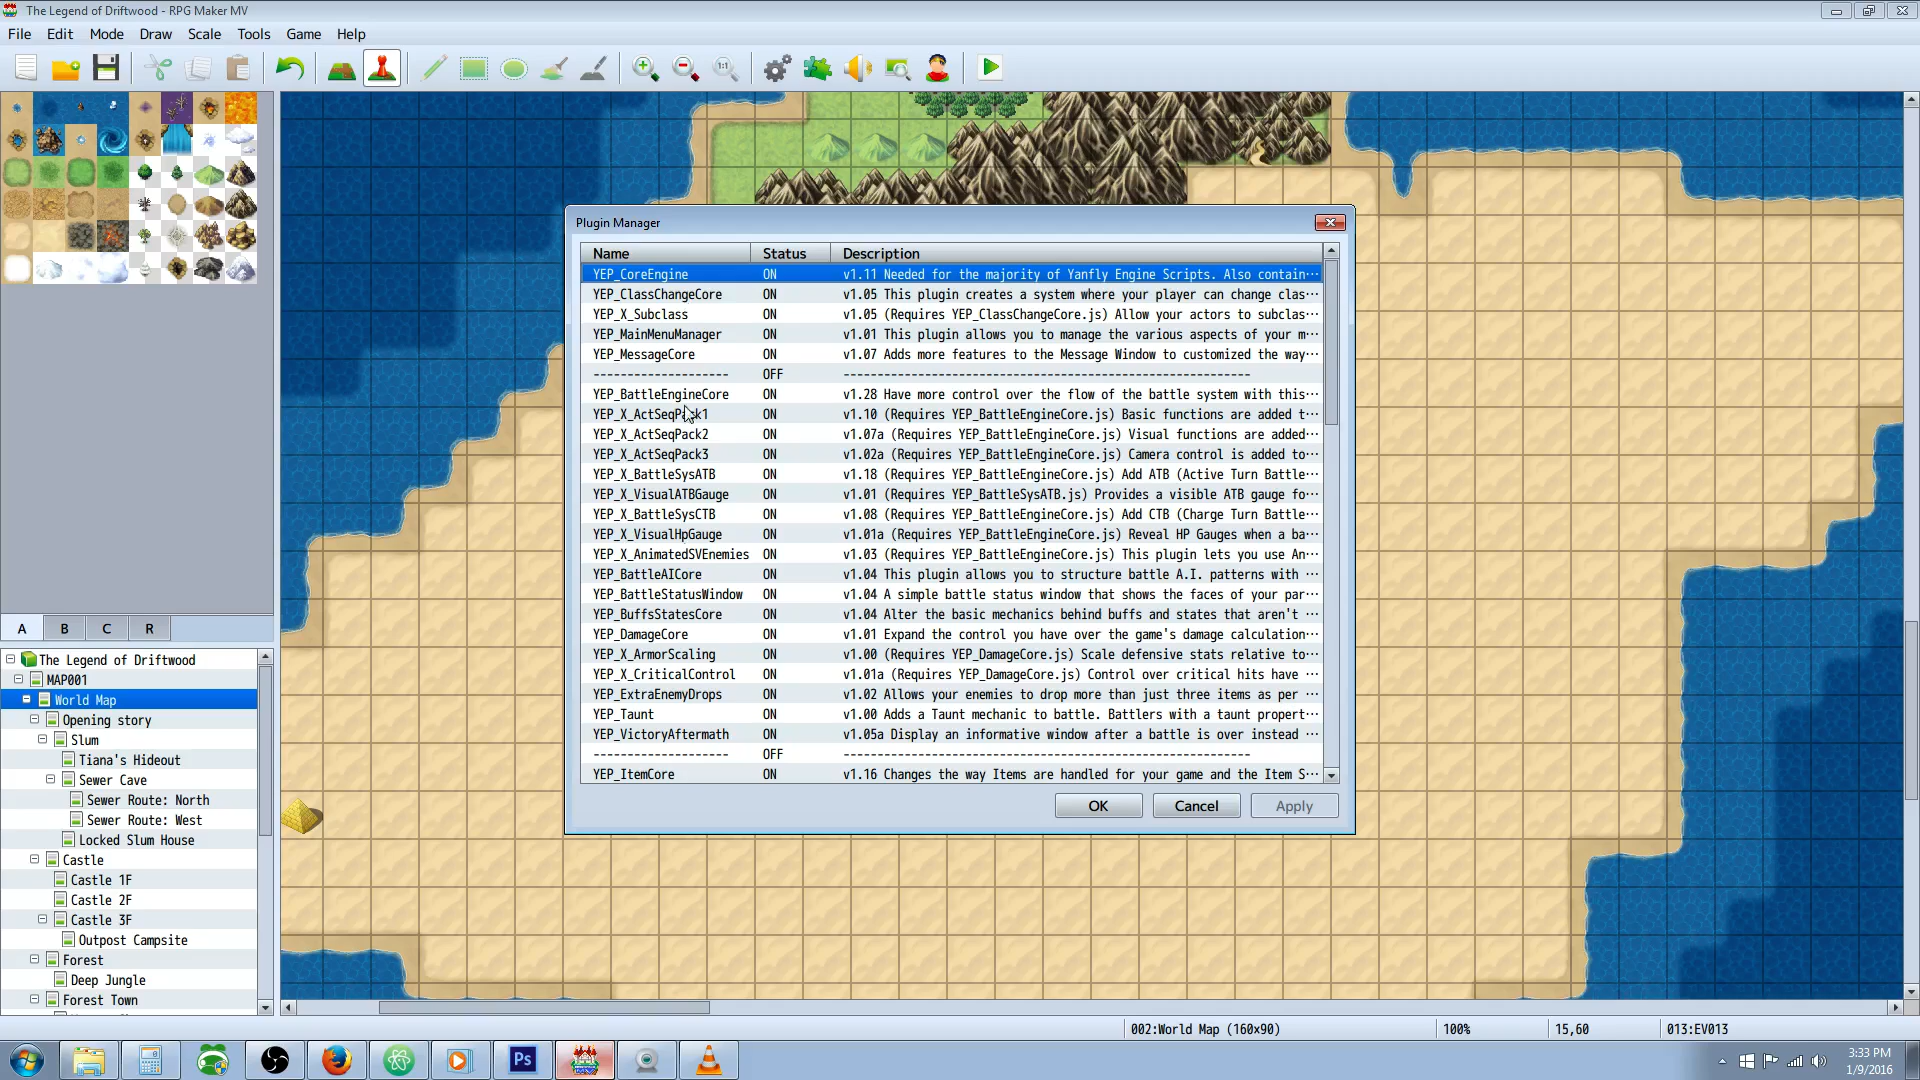 The Legend of Driftwood - RPG Maker MV
File Edit Mode Draw Scale Tools Game Help
1:1
Plugin Manager
Name Status Description
YEP_CoreEngine ON v1.11 Needed for the majority of Yanfly Engine Scripts. Also contain···
YEP_ClassChangeCore ON v1.05 This plugin creates a system where your player can change clas···
YEP_X_Subclass ON v1.05 (Requires YEP_ClassChangeCore.js) Allow your actors to subclas···
YEP_MainMenuManager ON v1.01 This plugin allows you to manage the various aspects of your m···
YEP_MessageCore ON v1.07 Adds more features to the Message Window to customized the way···
-------------------- OFF ------------------------------------------------------------
YEP_BattleEngineCore ON v1.28 Have more control over the flow of the battle system with this···
YEP_X_ActSeqPack1 ON v1.10 (Requires YEP_BattleEngineCore.js) Basic functions are added t···
YEP_X_ActSeqPack2 ON v1.07a (Requires YEP_BattleEngineCore.js) Visual functions are added···
YEP_X_ActSeqPack3 ON v1.02a (Requires YEP_BattleEngineCore.js) Camera control is added to···
YEP_X_BattleSysATB ON v1.18 (Requires YEP_BattleEngineCore.js) Add ATB (Active Turn Battle···
YEP_X_VisualATBGauge ON v1.01 (Requires YEP_BattleSysATB.js) Provides a visible ATB gauge fo···
YEP_X_BattleSysCTB ON v1.08 (Requires YEP_BattleEngineCore.js) Add CTB (Charge Turn Battle···
YEP_X_VisualHpGauge ON v1.01a (Requires YEP_BattleEngineCore.js) Reveal HP Gauges when a ba···
YEP_X_AnimatedSVEnemies ON v1.03 (Requires YEP_BattleEngineCore.js) This plugin lets you use An···
YEP_BattleAICore ON v1.04 This plugin allows you to structure battle A.I. patterns with ···
YEP_BattleStatusWindow ON v1.04 A simple battle status window that shows the faces of your par···
YEP_BuffsStatesCore ON v1.04 Alter the basic mechanics behind buffs and states that aren't ···
YEP_DamageCore ON v1.01 Expand the control you have over the game's damage calculation···
YEP_X_ArmorScaling ON v1.00 (Requires YEP_DamageCore.js) Scale defensive stats relative to···
YEP_X_CriticalControl ON v1.01a (Requires YEP_DamageCore.js) Control over critical hits have ···
YEP_ExtraEnemyDrops ON v1.02 Allows your enemies to drop more than just three items as per ···
YEP_Taunt ON v1.00 Adds a Taunt mechanic to battle. Battlers with a taunt propert···
YEP_VictoryAftermath ON v1.05a Display an informative window after a battle is over instead ···
-------------------- OFF ------------------------------------------------------------
YEP_ItemCore ON v1.16 Changes the way Items are handled for your game and the Item S···
OK Cancel Apply
A B C R
The Legend of Driftwood
MAP001
World Map
Opening story
Slum
Tiana's Hideout
Sewer Cave
Sewer Route: North
Sewer Route: West
Locked Slum House
Castle
Castle 1F
Castle 2F
Castle 3F
Outpost Campsite
Forest
Deep Jungle
Forest Town
002:World Map (160x90) 100% 15,60 013:EV013
Ps
3:33 PM
1/9/2016